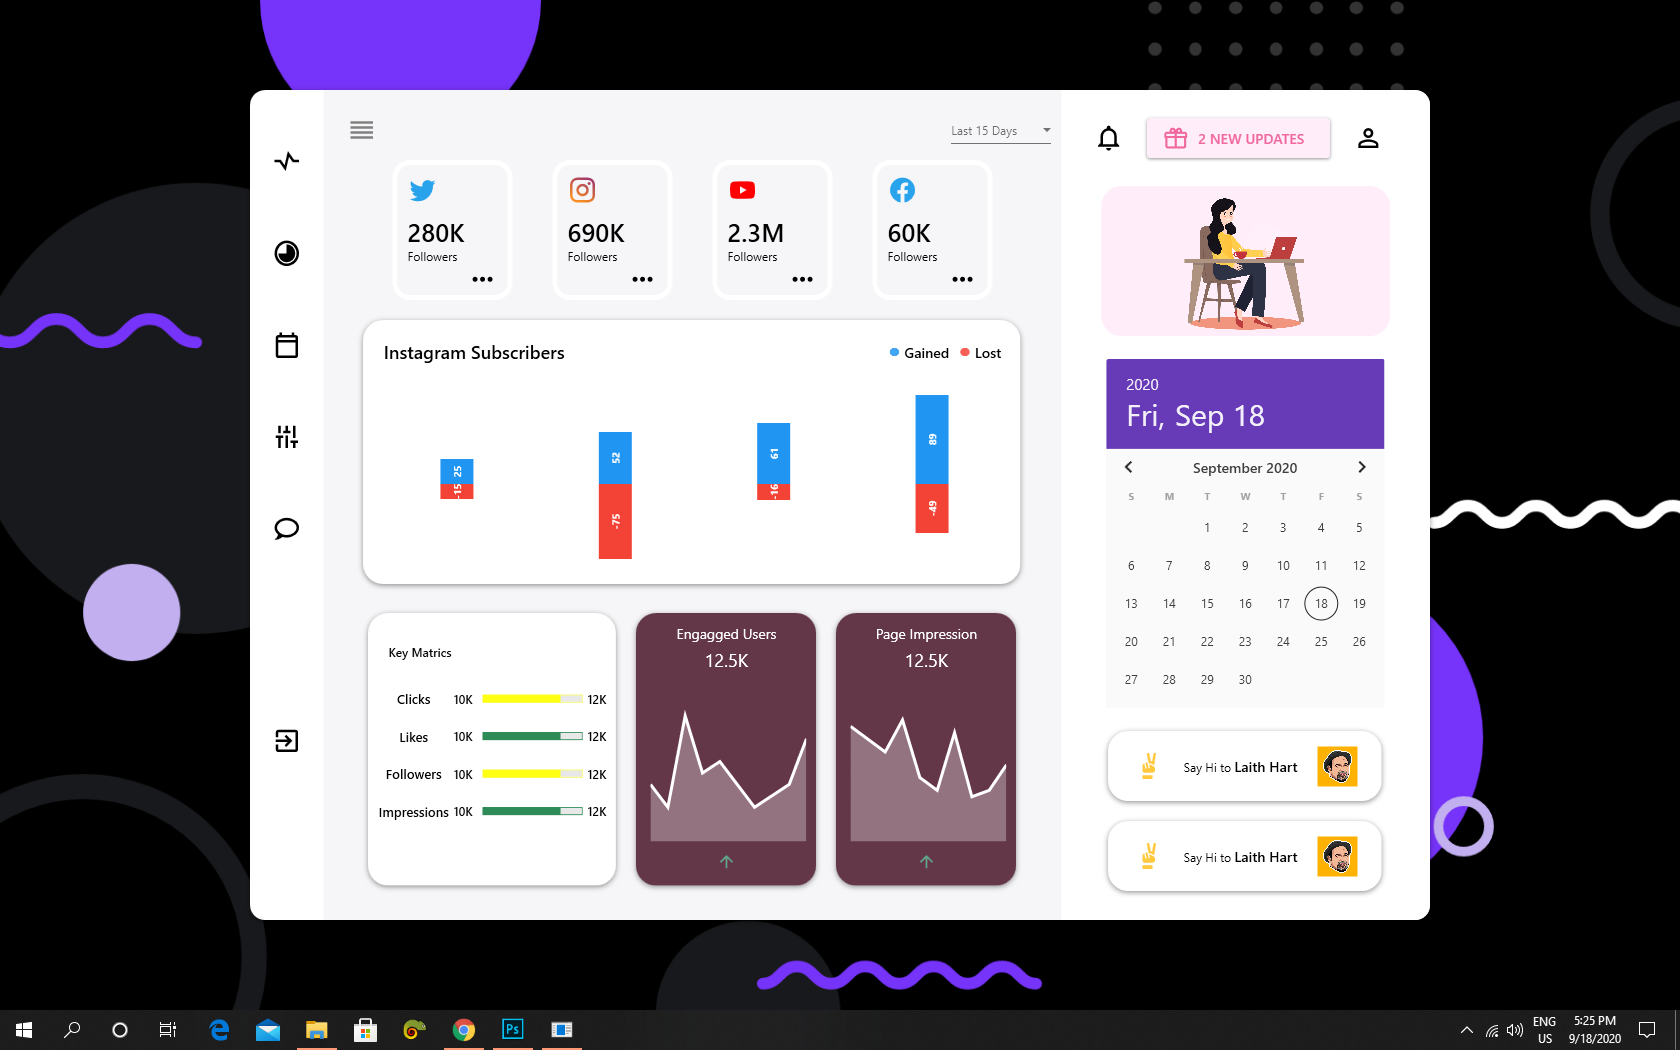 Last 15 Days
2 NEW UPDATES
280K
Followers
690K
Followers
2.3M
Followers
60K
Followers
Instagram Subscribers
Gained
Lost
25
-15
52
-75
61
-16
89
-49
Key Matrics
Clicks 10K 12K
Likes 10K 12K
Followers 10K 12K
Impressions 10K 12K
Engagged Users
12.5K
Page Impression
12.5K
2020
Fri, Sep 18
September 2020
S M T W T F S
1 2 3 4 5
6 7 8 9 10 11 12
13 14 15 16 17 18 19
20 21 22 23 24 25 26
27 28 29 30
Say Hi to Laith Hart
Say Hi to Laith Hart
Ps
ENG
US
5:25 PM
9/18/2020